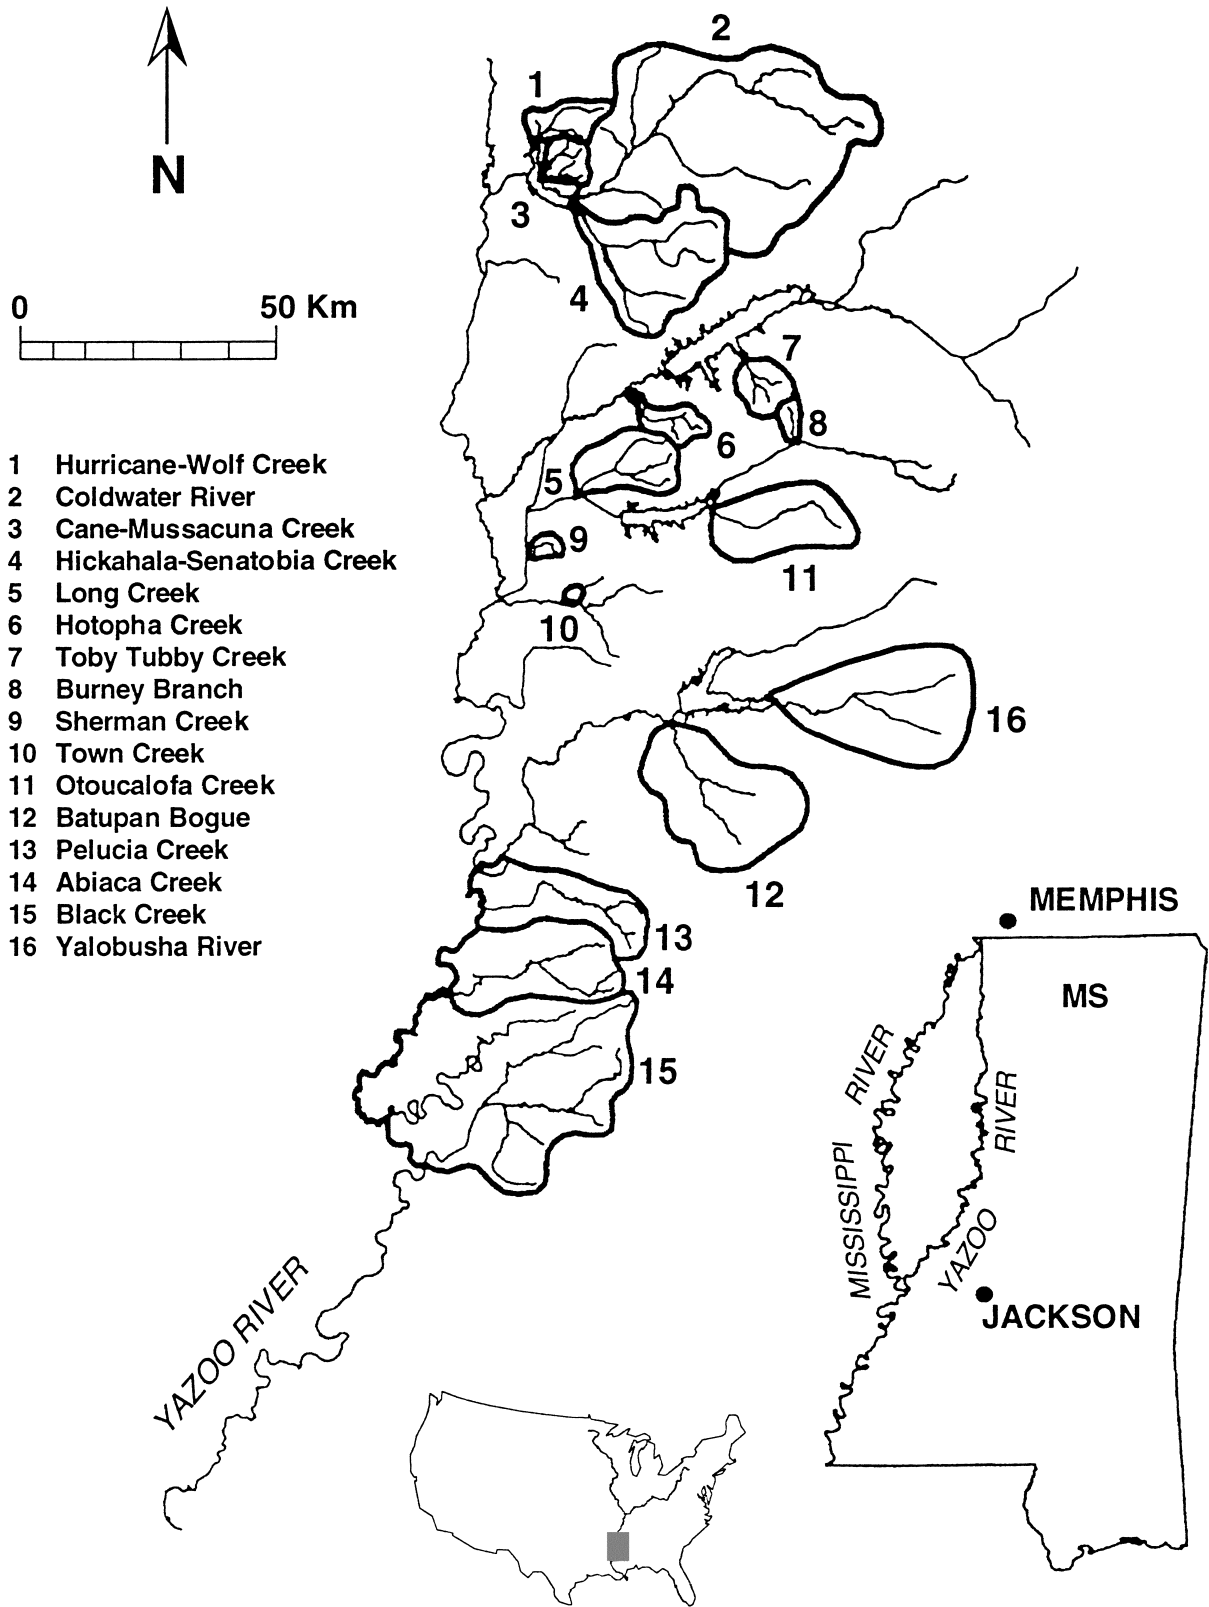 2
1
N
3
0 50 Km
4
7
8
6
5
9
11
10
1 Hurricane-Wolf Creek
2 Coldwater River
3 Cane-Mussacuna Creek
4 Hickahala-Senatobia Creek
5 Long Creek
6 Hotopha Creek
7 Toby Tubby Creek
8 Burney Branch
9 Sherman Creek
10 Town Creek
11 Otoucalofa Creek
12 Batupan Bogue
13 Pelucia Creek
14 Abiaca Creek
15 Black Creek
16 Yalobusha River
16
12
13
14
15
MEMPHIS
MS
MISSISSIPPI RIVER
YAZOO RIVER
JACKSON
YAZOO RIVER